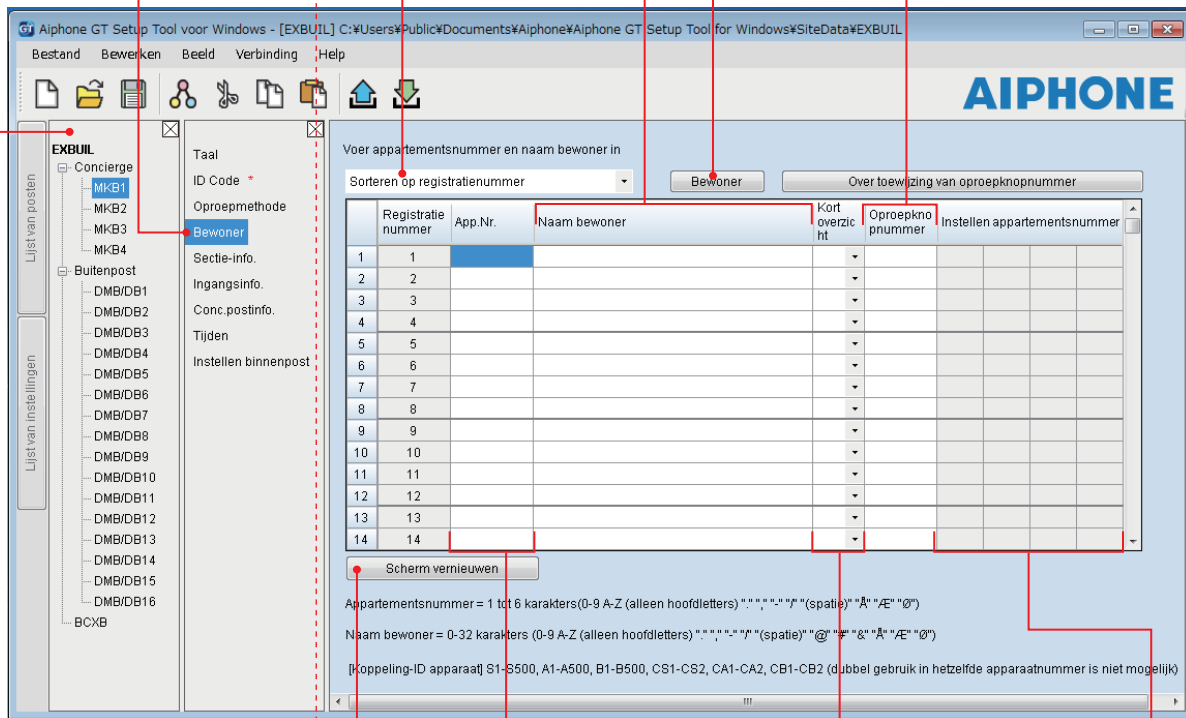 Aiphone GT Setup Tool voor Windows - [EXBUIL] C:¥Users¥Public¥Documents¥Aiphone¥Aiphone GT Setup Tool for Windows¥SiteData¥EXBUIL
Bestand Bewerken Beeld Verbinding Help
AIPHONE
Lijst van posten
Lijst van instellingen
EXBUIL
Concierge
MKB1
MKB2
MKB3
MKB4
Buitenpost
DMB/DB1
DMB/DB2
DMB/DB3
DMB/DB4
DMB/DB5
DMB/DB6
DMB/DB7
DMB/DB8
DMB/DB9
DMB/DB10
DMB/DB11
DMB/DB12
DMB/DB13
DMB/DB14
DMB/DB15
DMB/DB16
BCXB
Taal
ID Code *
Oproepmethode
Bewoner
Sectie-info.
Ingangsinfo.
Conc.postinfo.
Tijden
Instellen binnenpost
Voer appartementsnummer en naam bewoner in
Sorteren op registratienummer Bewoner Over toewijzing van oproepknopnummer
Registratie
nummer
App.Nr.
Naam bewoner
Kort
overzic
ht
Oproepkno
pnummer
Instellen appartementsnummer
1 1
2 2
3 3
4 4
5 5
6 6
7 7
8 8
9 9
10 10
11 11
12 12
13 13
14 14
Scherm vernieuwen
Appartementsnummer = 1 tot 6 karakters(0-9 A-Z (alleen hoofdletters) "." "," "-" "/" "(spatie)" "Å" "Æ" "Ø")
Naam bewoner = 0-32 karakters (0-9 A-Z (alleen hoofdletters) "." "," "-" "/" "(spatie)" "@" "#" "&" "Å" "Æ" "Ø")
[Koppeling-ID apparaat] S1-S500, A1-A500, B1-B500, CS1-CS2, CA1-CA2, CB1-CB2 (dubbel gebruik in hetzelfde apparaatnummer is niet mogelijk)